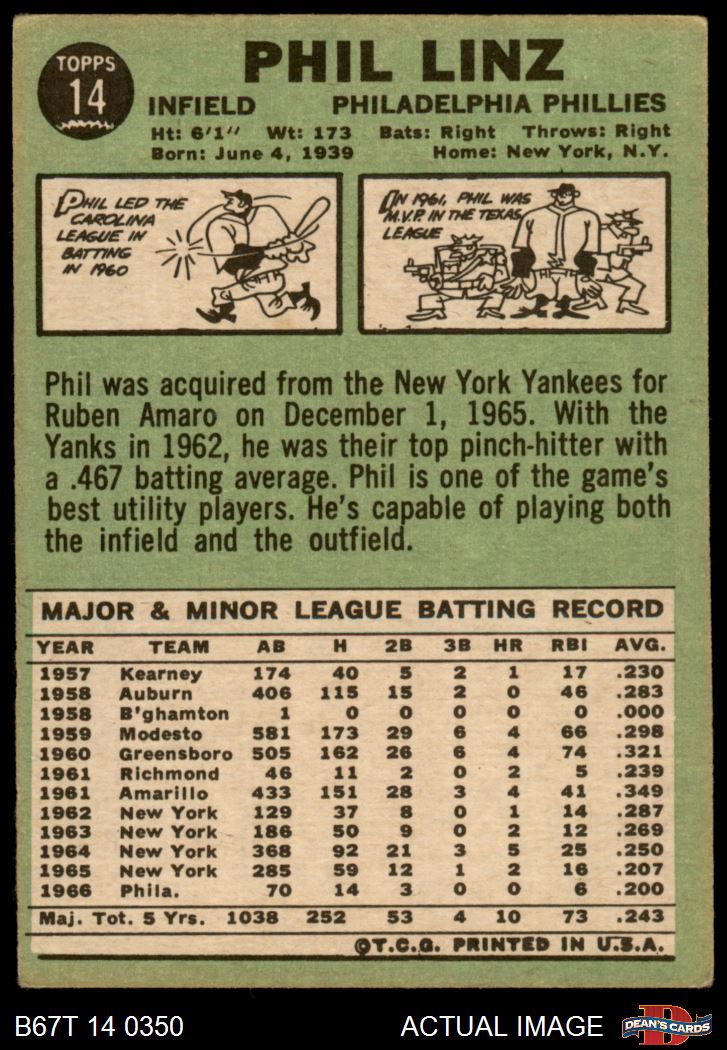 TOPPS
14
PHIL LINZ
INFIELD PHILADELPHIA PHILLIES
Ht: 6'1" Wt: 173 Bats: Right Throws: Right
Born: June 4, 1939 Home: New York, N.Y.
PHIL LED THE
CAROLINA
LEAGUE IN
BATTING
IN 1960
IN 1961, PHIL WAS
M.V.P. IN THE TEXAS
LEAGUE
Phil was acquired from the New York Yankees for
Ruben Amaro on December 1, 1965. With the
Yanks in 1962, he was their top pinch-hitter with
a .467 batting average. Phil is one of the game's
best utility players. He's capable of playing both
the infield and the outfield.
MAJOR & MINOR LEAGUE BATTING RECORD
YEAR TEAM AB H 2B 3B HR RBI AVG.
1957 Kearney 174 40 5 2 1 17 .230
1958 Auburn 406 115 15 2 0 46 .283
1958 B'ghamton 1 0 0 0 0 0 .000
1959 Modesto 581 173 29 6 4 66 .298
1960 Greensboro 505 162 26 6 4 74 .321
1961 Richmond 46 11 2 0 2 5 .239
1961 Amarillo 433 151 28 3 4 41 .349
1962 New York 129 37 8 0 1 14 .287
1963 New York 186 50 9 0 2 12 .269
1964 New York 368 92 21 3 5 25 .250
1965 New York 285 59 12 1 2 16 .207
1966 Phila. 70 14 3 0 0 6 .200
Maj. Tot. 5 Yrs. 1038 252 53 4 10 73 .243
©T.C.G. PRINTED IN U.S.A.
B67T 14 0350 ACTUAL IMAGE
D
DEAN'S CARDS